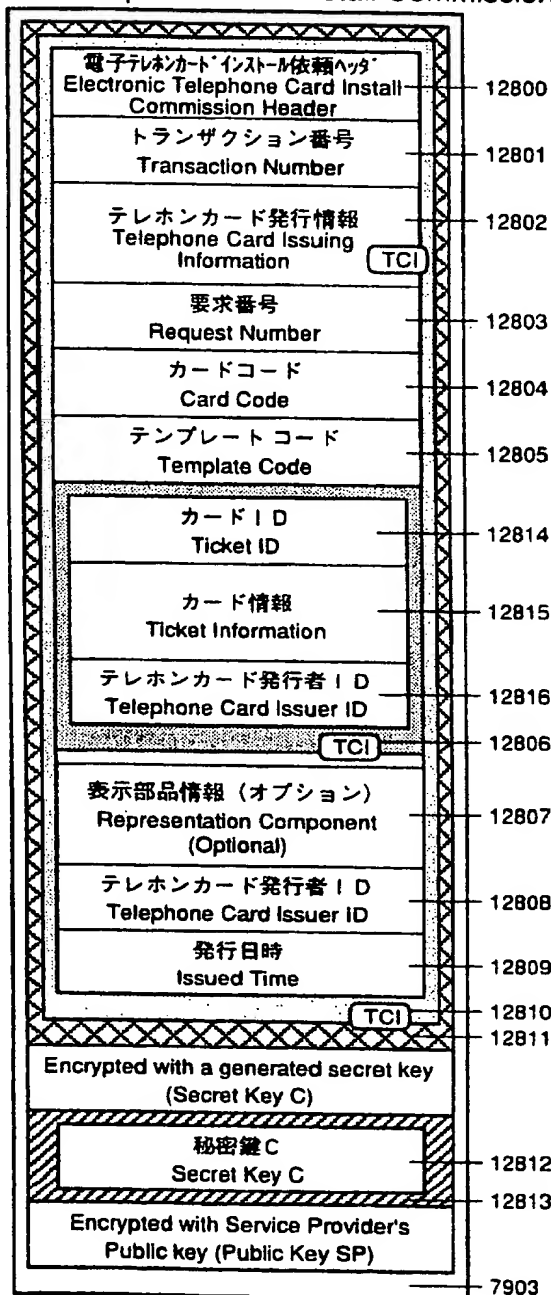 電子テレホンカードインストール依頼ヘッダ
Electronic Telephone Card Install
Commission Header
12800
トランザクション番号
Transaction Number
12801
テレホンカード発行情報
Telephone Card Issuing
Information
TCI
12802
要求番号
Request Number
12803
カードコード
Card Code
12804
テンプレート コード
Template Code
12805
カードID
Ticket ID
12814
カード情報
Ticket Information
12815
テレホンカード発行者ID
Telephone Card Issuer ID
12816
TCI
12806
表示部品情報(オプション)
Representation Component
(Optional)
12807
テレホンカード発行者ID
Telephone Card Issuer ID
12808
発行日時
Issued Time
12809
TCI
12810
12811
Encrypted with a generated secret key
(Secret Key C)
秘密鍵C
Secret Key C
12812
12813
Encrypted with Service Provider's
Public key (Public Key SP)
7903